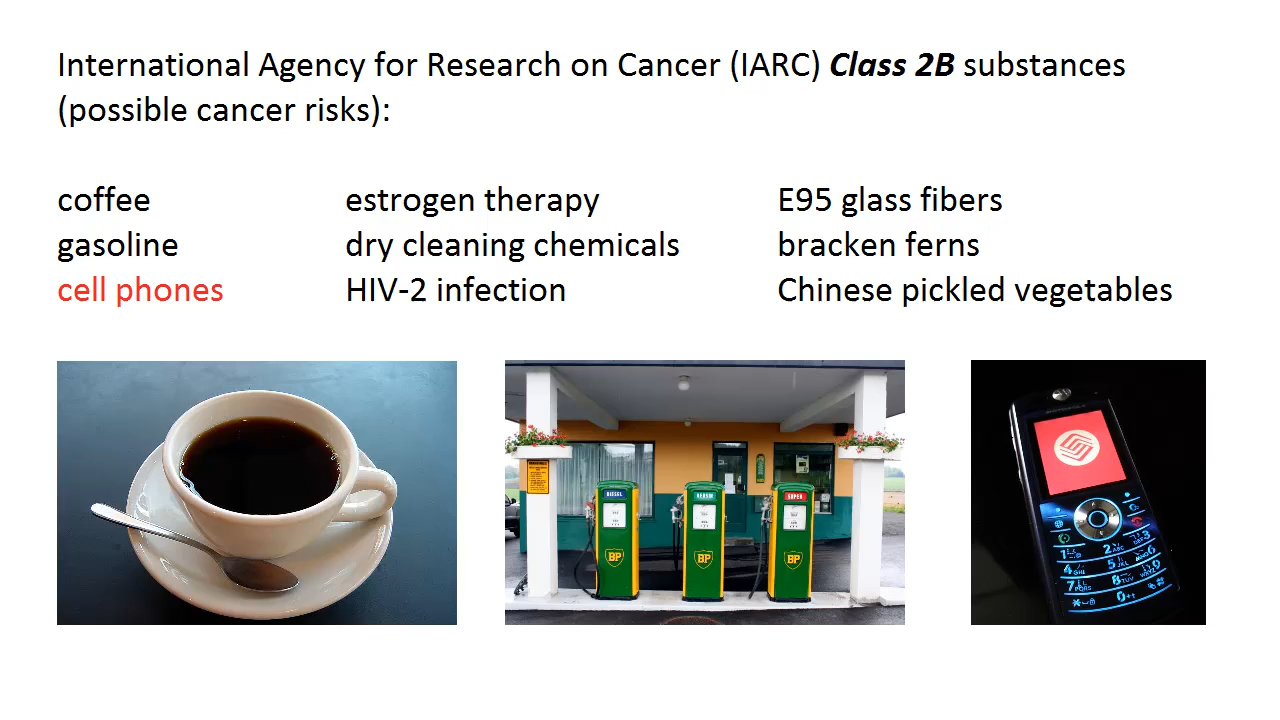 International Agency for Research on Cancer (IARC) Class 2B substances
(possible cancer risks):
coffee
gasoline
cell phones
estrogen therapy
dry cleaning chemicals
HIV-2 infection
E95 glass fibers
bracken ferns
Chinese pickled vegetables
DIESEL
BENSIN
SUPER
BP
BP
BP